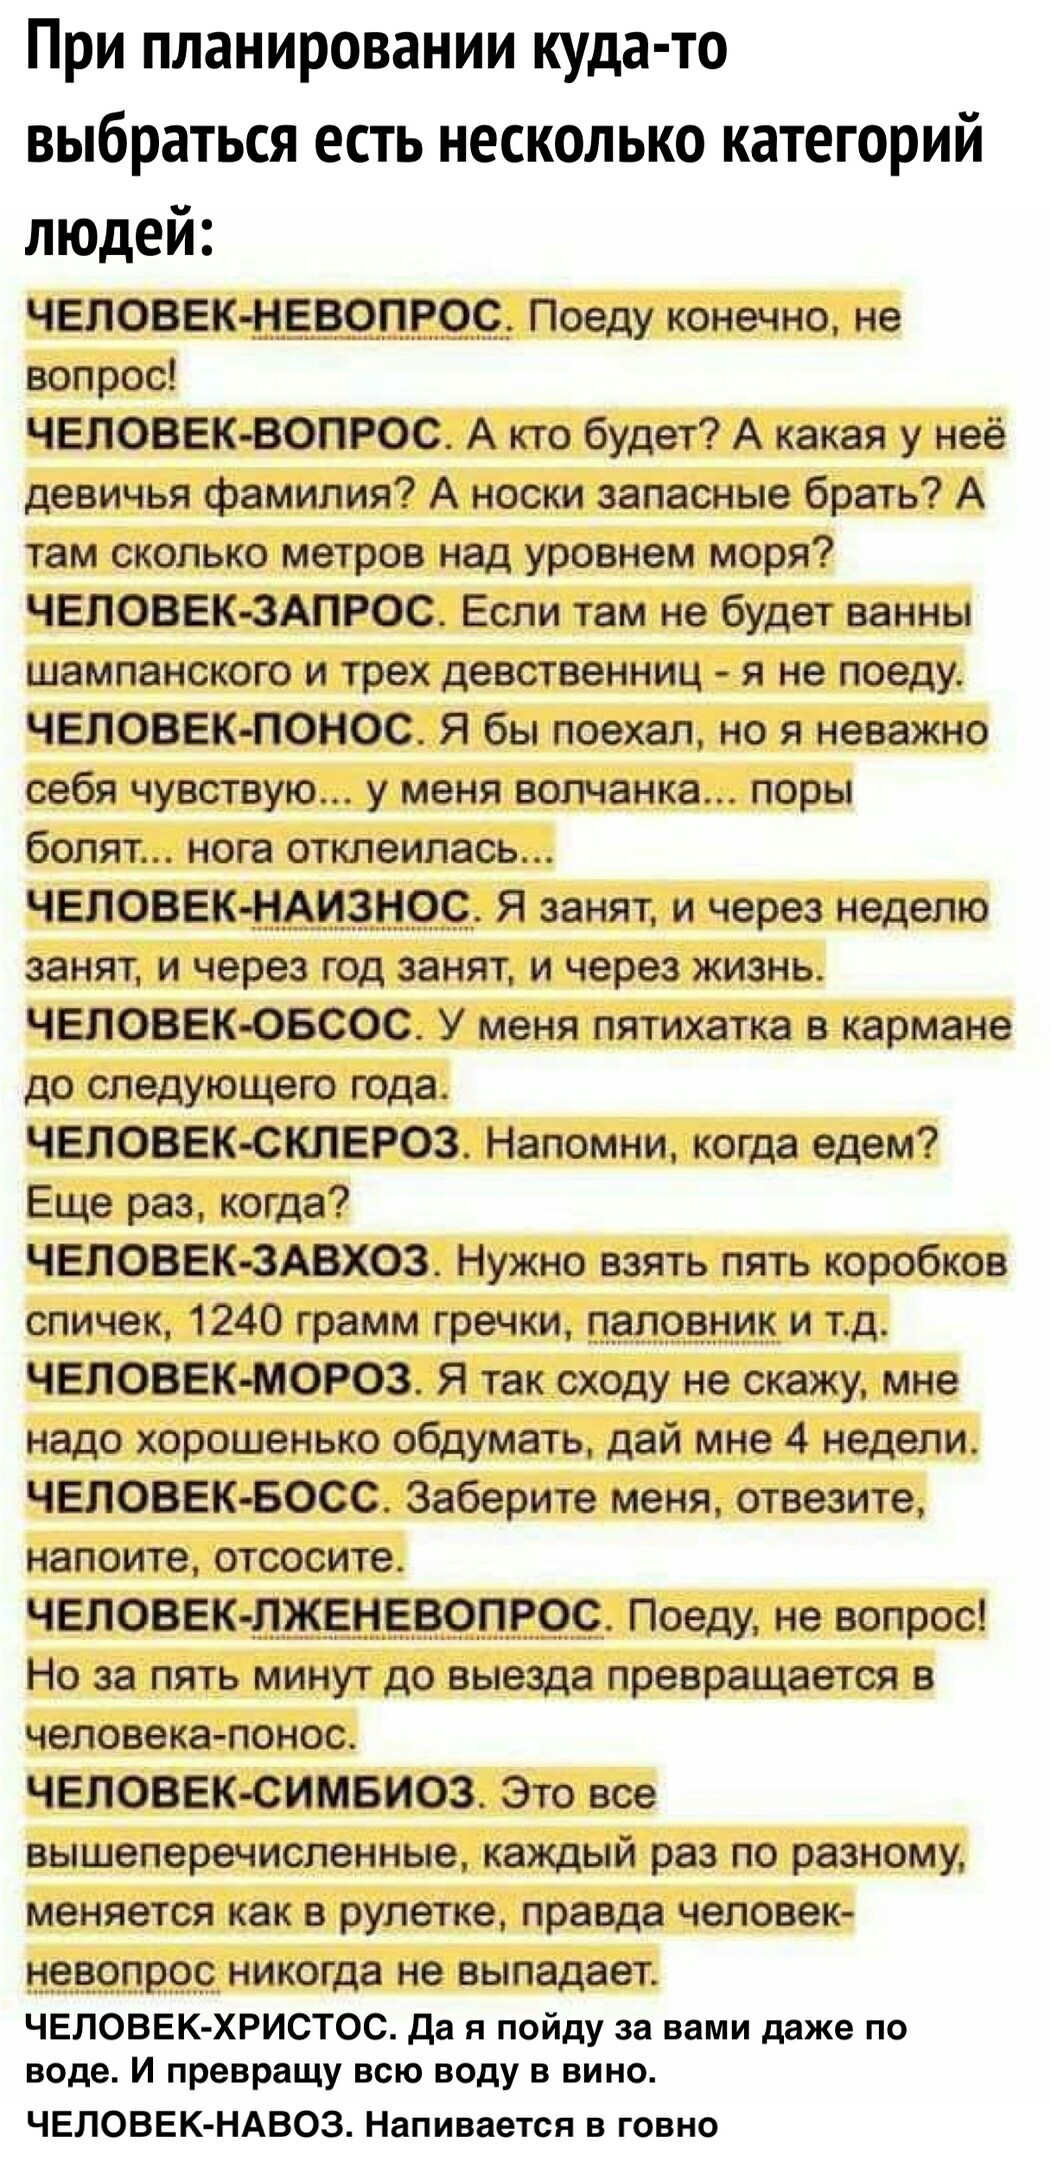 При планировании куда-то
выбраться есть несколько категорий
людей:
ЧЕЛОВЕК-НЕВОПРОС. Поеду конечно, не
вопрос!
ЧЕЛОВЕК-ВОПРОС. А кто будет? А какая у неё
девичья фамилия? А носки запасные брать? А
там сколько метров над уровнем моря?
ЧЕЛОВЕК-ЗАПРОС. Если там не будет ванны
шампанского и трех девственниц - я не поеду.
ЧЕЛОВЕК-ПОНОС. Я бы поехал, но я неважно
себя чувствую... у меня волчанка... поры
болят... нога отклеилась...
ЧЕЛОВЕК-НАИЗНОС. Я занят, и через неделю
занят, и через год занят, и через жизнь.
ЧЕЛОВЕК-ОБСОС. У меня пятихатка в кармане
до следующего года.
ЧЕЛОВЕК-СКЛЕРОЗ. Напомни, когда едем?
Еще раз, когда?
ЧЕЛОВЕК-ЗАВХОЗ. Нужно взять пять коробков
спичек, 1240 грамм гречки, паловник и т.д.
ЧЕЛОВЕК-МОРОЗ. Я так сходу не скажу, мне
надо хорошенько обдумать, дай мне 4 недели.
ЧЕЛОВЕК-БОСС. Заберите меня, отвезите,
напоите, отсосите.
ЧЕЛОВЕК-ЛЖЕНЕВОПРОС. Поеду, не вопрос!
Но за пять минут до выезда превращается в
человека-понос.
ЧЕЛОВЕК-СИМБИОЗ. Это все
вышеперечисленные, каждый раз по разному,
меняется как в рулетке, правда человек-
невопрос никогда не выпадает.
ЧЕЛОВЕК-ХРИСТОС. Да я пойду за вами даже по
воде. И превращу всю воду в вино.
ЧЕЛОВЕК-НАВОЗ. Напивается в говно